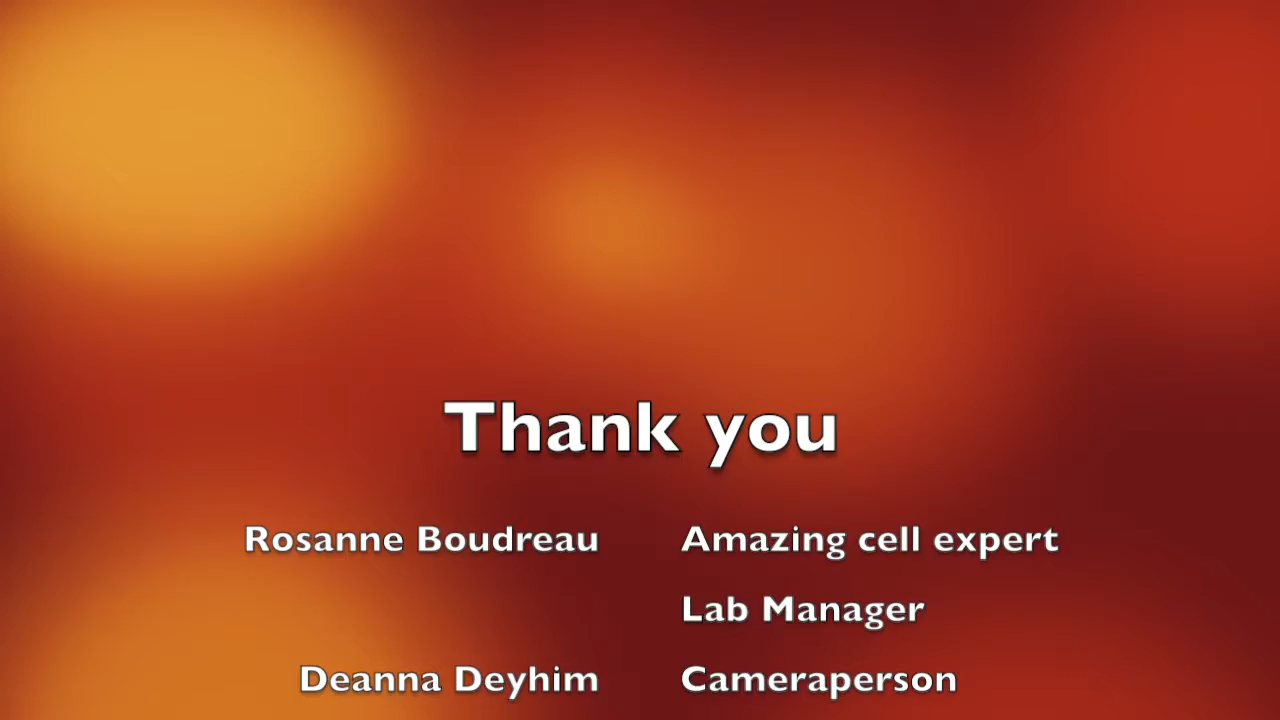 Thank you
Rosanne Boudreau Amazing cell expert
Lab Manager
Deanna Deyhim Cameraperson